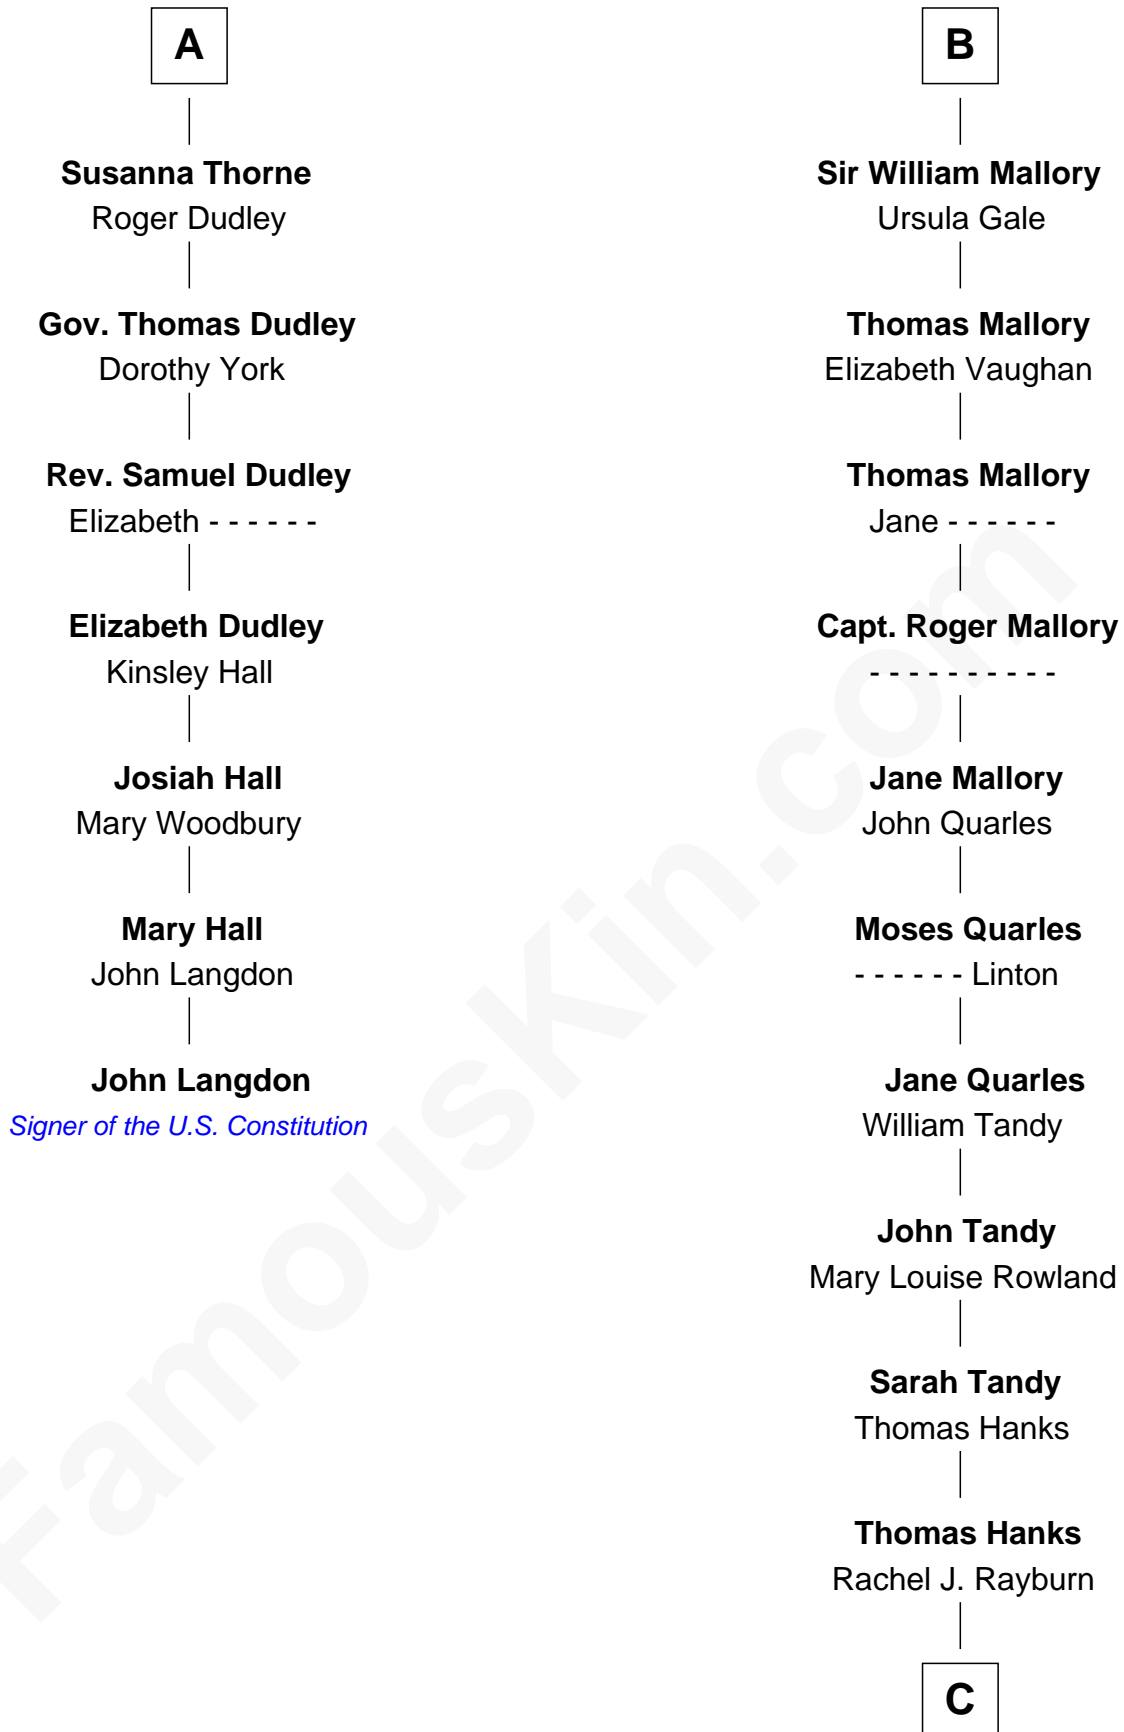 A
Susanna Thorne
Roger Dudley
Gov. Thomas Dudley
Dorothy York
Rev. Samuel Dudley
Elizabeth - - - - - -
Elizabeth Dudley
Kinsley Hall
Josiah Hall
Mary Woodbury
Mary Hall
John Langdon
John Langdon
Signer of the U.S. Constitution
B
Sir William Mallory
Ursula Gale
Thomas Mallory
Elizabeth Vaughan
Thomas Mallory
Jane - - - - - -
Capt. Roger Mallory
- - - - - - - - - -
Jane Mallory
John Quarles
Moses Quarles
- - - - - - Linton
Jane Quarles
William Tandy
John Tandy
Mary Louise Rowland
Sarah Tandy
Thomas Hanks
Thomas Hanks
Rachel J. Rayburn
C
FamousKin.com